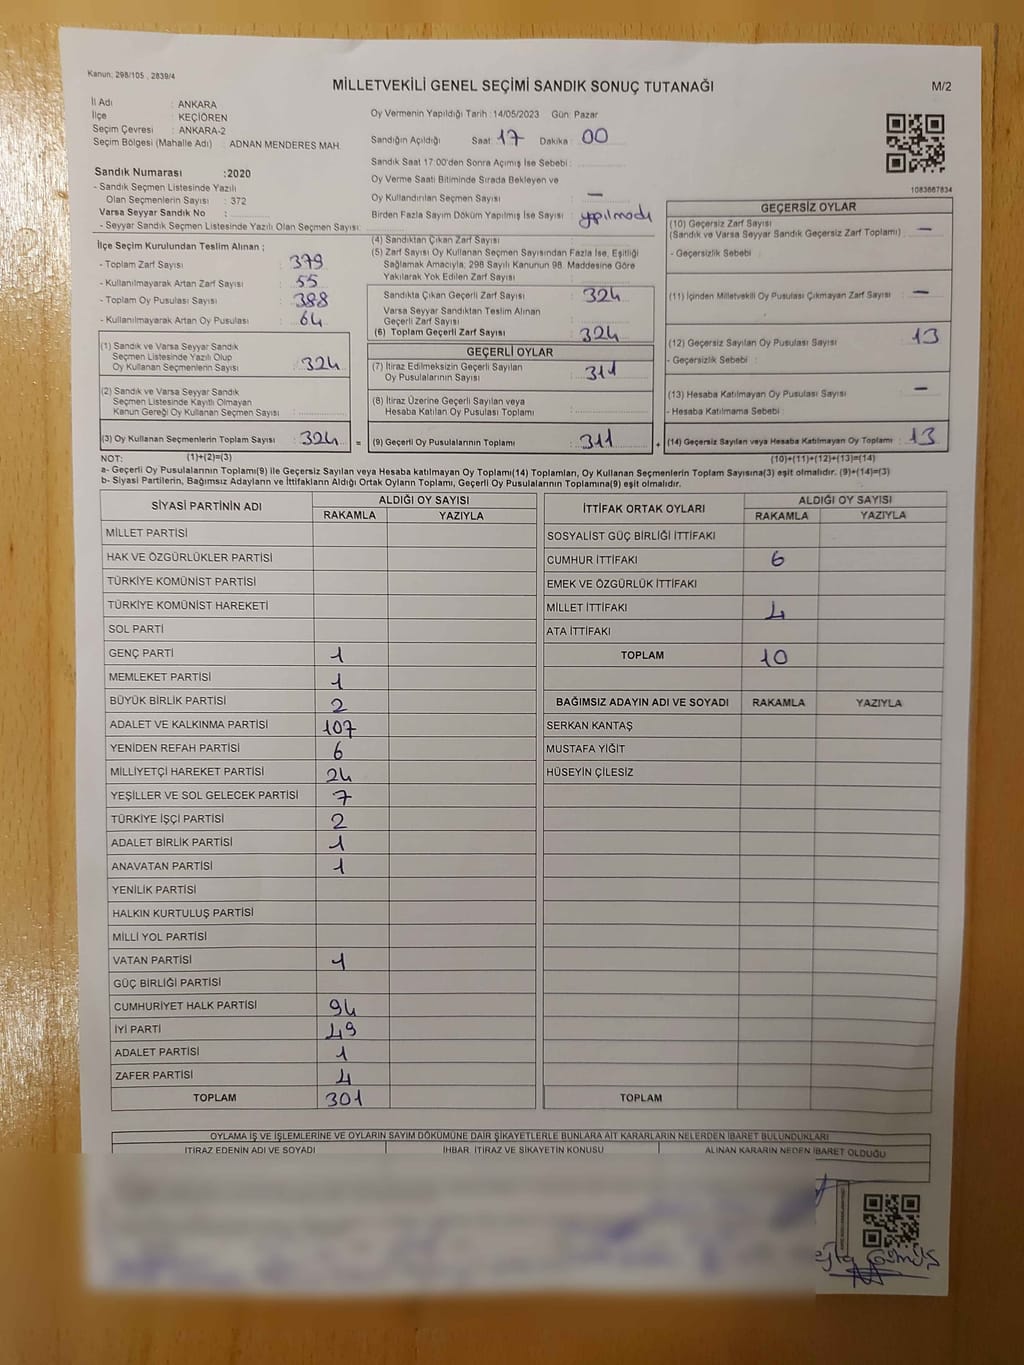 Kanun: 298/105 , 2839/4
MİLLETVEKİLİ GENEL SEÇİMİ SANDIK SONUÇ TUTANAĞI
M/2
İl Adı : ANKARA
İlçe : KEÇİÖREN
Seçim Çevresi : ANKARA-2
Seçim Bölgesi (Mahalle Adı) : ADNAN MENDERES MAH.
Sandık Numarası :2020
- Sandık Seçmen Listesinde Yazılı
Olan Seçmenlerin Sayısı : 372
Varsa Seyyar Sandık No :
- Seyyar Sandık Seçmen Listesinde Yazılı Olan Seçmen Sayısı:
Oy Vermenin Yapıldığı Tarih : 14/05/2023 Gün: Pazar
Sandığın Açıldığı Saat: 17 Dakika : 00
Sandık Saat 17:00'den Sonra Açımış İse Sebebi :
Oy Verme Saati Bitiminde Sırada Bekleyen ve
Oy Kullandırılan Seçmen Sayısı : —
Birden Fazla Sayım Döküm Yapılmış İse Sayısı : yapılmadı
1083667834
İlçe Seçim Kurulundan Teslim Alınan ;
- Toplam Zarf Sayısı : 379
- Kullanılmayarak Artan Zarf Sayısı : 55
- Toplam Oy Pusulası Sayısı : 388
- Kullanılmayarak Artan Oy Pusulası : 64
(1) Sandık ve Varsa Seyyar Sandık
Seçmen Listesinde Yazılı Olup
Oy Kullanan Seçmenlerin Sayısı : 324
(2) Sandık ve Varsa Seyyar Sandık
Seçmen Listesinde Kayıtlı Olmayan
Kanun Gereği Oy Kullanan Seçmen Sayısı :
(3) Oy Kullanan Seçmenlerin Toplam Sayısı : 324 =
(4) Sandıktan Çıkan Zarf Sayısı :
(5) Zarf Sayısı Oy Kullanan Seçmen Sayısından Fazla İse, Eşitliği
Sağlamak Amacıyla, 298 Sayılı Kanunun 98. Maddesine Göre
Yakılarak Yok Edilen Zarf Sayısı :
Sandıkta Çıkan Geçerli Zarf Sayısı : 324
Varsa Seyyar Sandıktan Teslim Alınan
Geçerli Zarf Sayısı :
(6) Toplam Geçerli Zarf Sayısı : 324
GEÇERLİ OYLAR
(7) İtiraz Edilmeksizin Geçerli Sayılan
Oy Pusulalarının Sayısı : 311
(8) İtiraz Üzerine Geçerli Sayılan veya
Hesaba Katılan Oy Pusulası Toplamı :
(9) Geçerli Oy Pusulalarının Toplamı : 311 +
GEÇERSİZ OYLAR
(10) Geçersiz Zarf Sayısı
(Sandık ve Varsa Seyyar Sandık Geçersiz Zarf Toplamı) : —
- Geçersizlik Sebebi :
(11) İçinden Milletvekili Oy Pusulası Çıkmayan Zarf Sayısı : —
(12) Geçersiz Sayılan Oy Pusulası Sayısı : 13
- Geçersizlik Sebebi :
(13) Hesaba Katılmayan Oy Pusulası Sayısı : —
- Hesaba Katılmama Sebebi :
(14) Geçersiz Sayılan veya Hesaba Katılmayan Oy Toplamı : 13
NOT: (1)+(2)=(3) (10)+(11)+(12)+(13)=(14)
a- Geçerli Oy Pusulalarının Toplamı(9) ile Geçersiz Sayılan veya Hesaba katılmayan Oy Toplamı(14) Toplamları, Oy Kullanan Seçmenlerin Toplam Sayısına(3) eşit olmalıdır. (9)+(14)=(3)
b- Siyasi Partilerin, Bağımsız Adayların ve İttifakların Aldığı Oyların Toplamı, Geçerli Oy Pusulalarının Toplamına(9) eşit olmalıdır.
SİYASİ PARTİNİN ADI ALDIĞI OY SAYISI
RAKAMLA YAZIYLA
MİLLET PARTİSİ
HAK VE ÖZGÜRLÜKLER PARTİSİ
TÜRKİYE KOMÜNİST PARTİSİ
TÜRKİYE KOMÜNİST HAREKETİ
SOL PARTİ
GENÇ PARTİ 1
MEMLEKET PARTİSİ 1
BÜYÜK BİRLİK PARTİSİ 2
ADALET VE KALKINMA PARTİSİ 107
YENİDEN REFAH PARTİSİ 6
MİLLİYETÇİ HAREKET PARTİSİ 24
YEŞİLLER VE SOL GELECEK PARTİSİ 7
TÜRKİYE İŞÇİ PARTİSİ 2
ADALET BİRLİK PARTİSİ 1
ANAVATAN PARTİSİ 1
YENİLİK PARTİSİ
HALKIN KURTULUŞ PARTİSİ
MİLLİ YOL PARTİSİ
VATAN PARTİSİ 1
GÜÇ BİRLİĞİ PARTİSİ
CUMHURİYET HALK PARTİSİ 94
İYİ PARTİ 49
ADALET PARTİSİ 1
ZAFER PARTİSİ 4
TOPLAM 301
İTTİFAK ORTAK OYLARI ALDIĞI OY SAYISI
RAKAMLA YAZIYLA
SOSYALİST GÜÇ BİRLİĞİ İTTİFAKI
CUMHUR İTTİFAKI 6
EMEK VE ÖZGÜRLÜK İTTİFAKI
MİLLET İTTİFAKI 4
ATA İTTİFAKI
TOPLAM 10
BAĞIMSIZ ADAYIN ADI VE SOYADI RAKAMLA YAZIYLA
SERKAN KANTAŞ
MUSTAFA YİĞİT
HÜSEYİN ÇİLESİZ
TOPLAM
OYLAMA İŞ VE İŞLEMLERİNE VE OYLARIN SAYIM DÖKÜMÜNE DAİR ŞİKAYETLERLE BUNLARA AİT KARARLARIN NELERDEN İBARET BULUNDUKLARI
İTİRAZ EDENİN ADI VE SOYADI İHBAR, İTİRAZ VE ŞİKAYETİN KONUSU ALINAN KARARIN NEDEN İBARET OLDUĞU